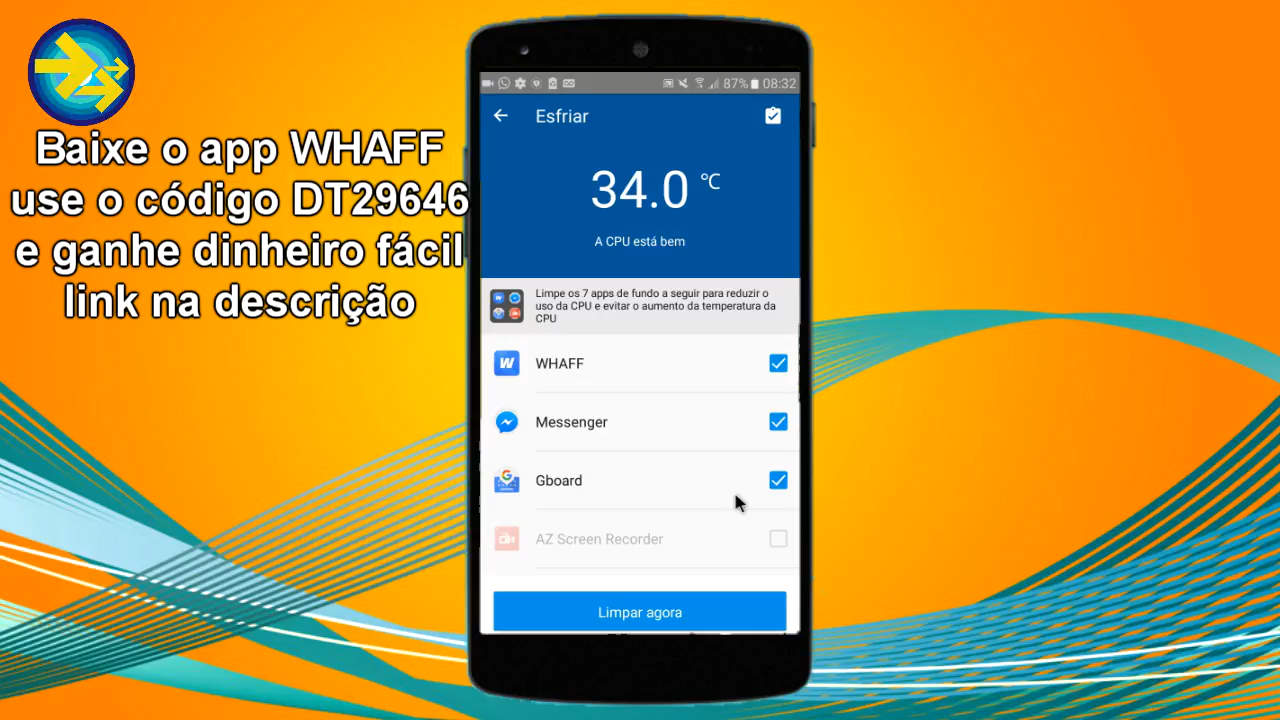 Baixe o app WHAFF
use o código DT29646
e ganhe dinheiro fácil
link na descrição
87% 08:32
Esfriar
34.0 °C
A CPU está bem
Limpe os 7 apps de fundo a seguir para reduzir o
uso da CPU e evitar o aumento da temperatura da
CPU
W WHAFF
Messenger
G Gboard
AZ Screen Recorder
Limpar agora